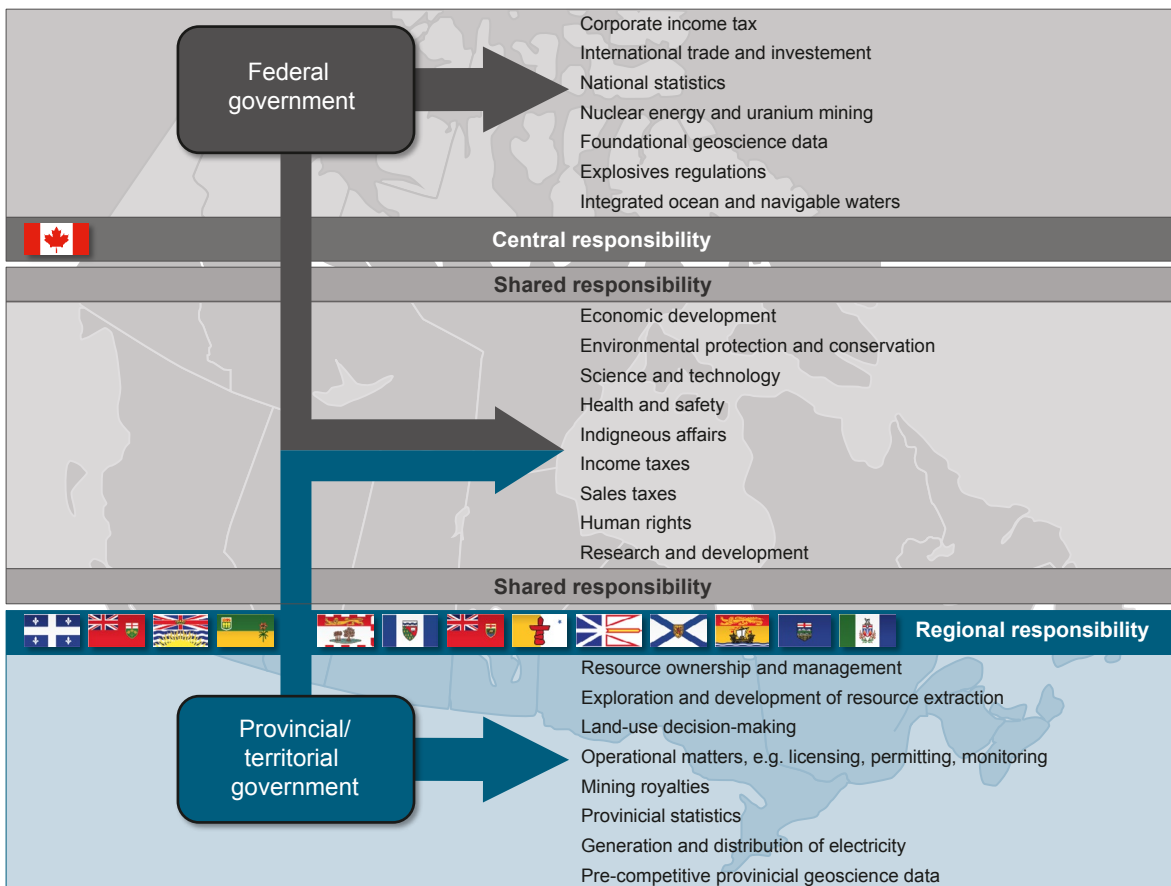 Federal
government
Corporate income tax
International trade and investement
National statistics
Nuclear energy and uranium mining
Foundational geoscience data
Explosives regulations
Integrated ocean and navigable waters
Central responsibility
Shared responsibility
Economic development
Environmental protection and conservation
Science and technology
Health and safety
Indigneous affairs
Income taxes
Sales taxes
Human rights
Research and development
Shared responsibility
Regional responsibility
Provincial/
territorial
government
Resource ownership and management
Exploration and development of resource extraction
Land-use decision-making
Operational matters, e.g. licensing, permitting, monitoring
Mining royalties
Provinicial statistics
Generation and distribution of electricity
Pre-competitive provinicial geoscience data